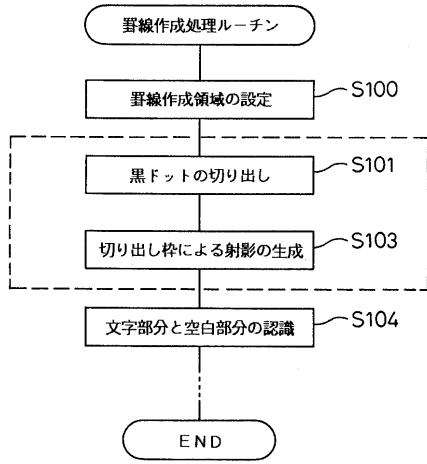 罫線作成処理ルーチン
罫線作成領域の設定
S100
黒ドットの切り出し
S101
切り出し枠による射影の生成
S103
文字部分と空白部分の認識
S104
END